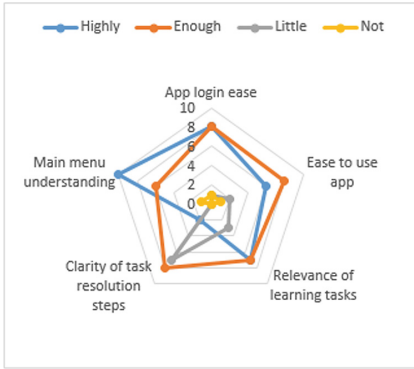 Highly Enough Little Not
App login ease
10
8
6
4
2
0
Ease to use
app
Relevance of
learning tasks
Clarity of task
resolution
steps
Main menu
understanding